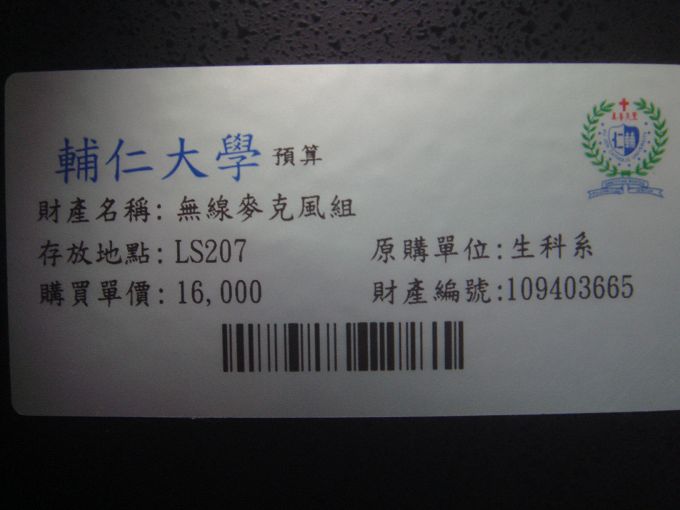 輔仁大學 預算
財產名稱: 無線麥克風組
存放地點: LS207 原購單位:生科系
購買單價: 16,000 財產編號:109403665